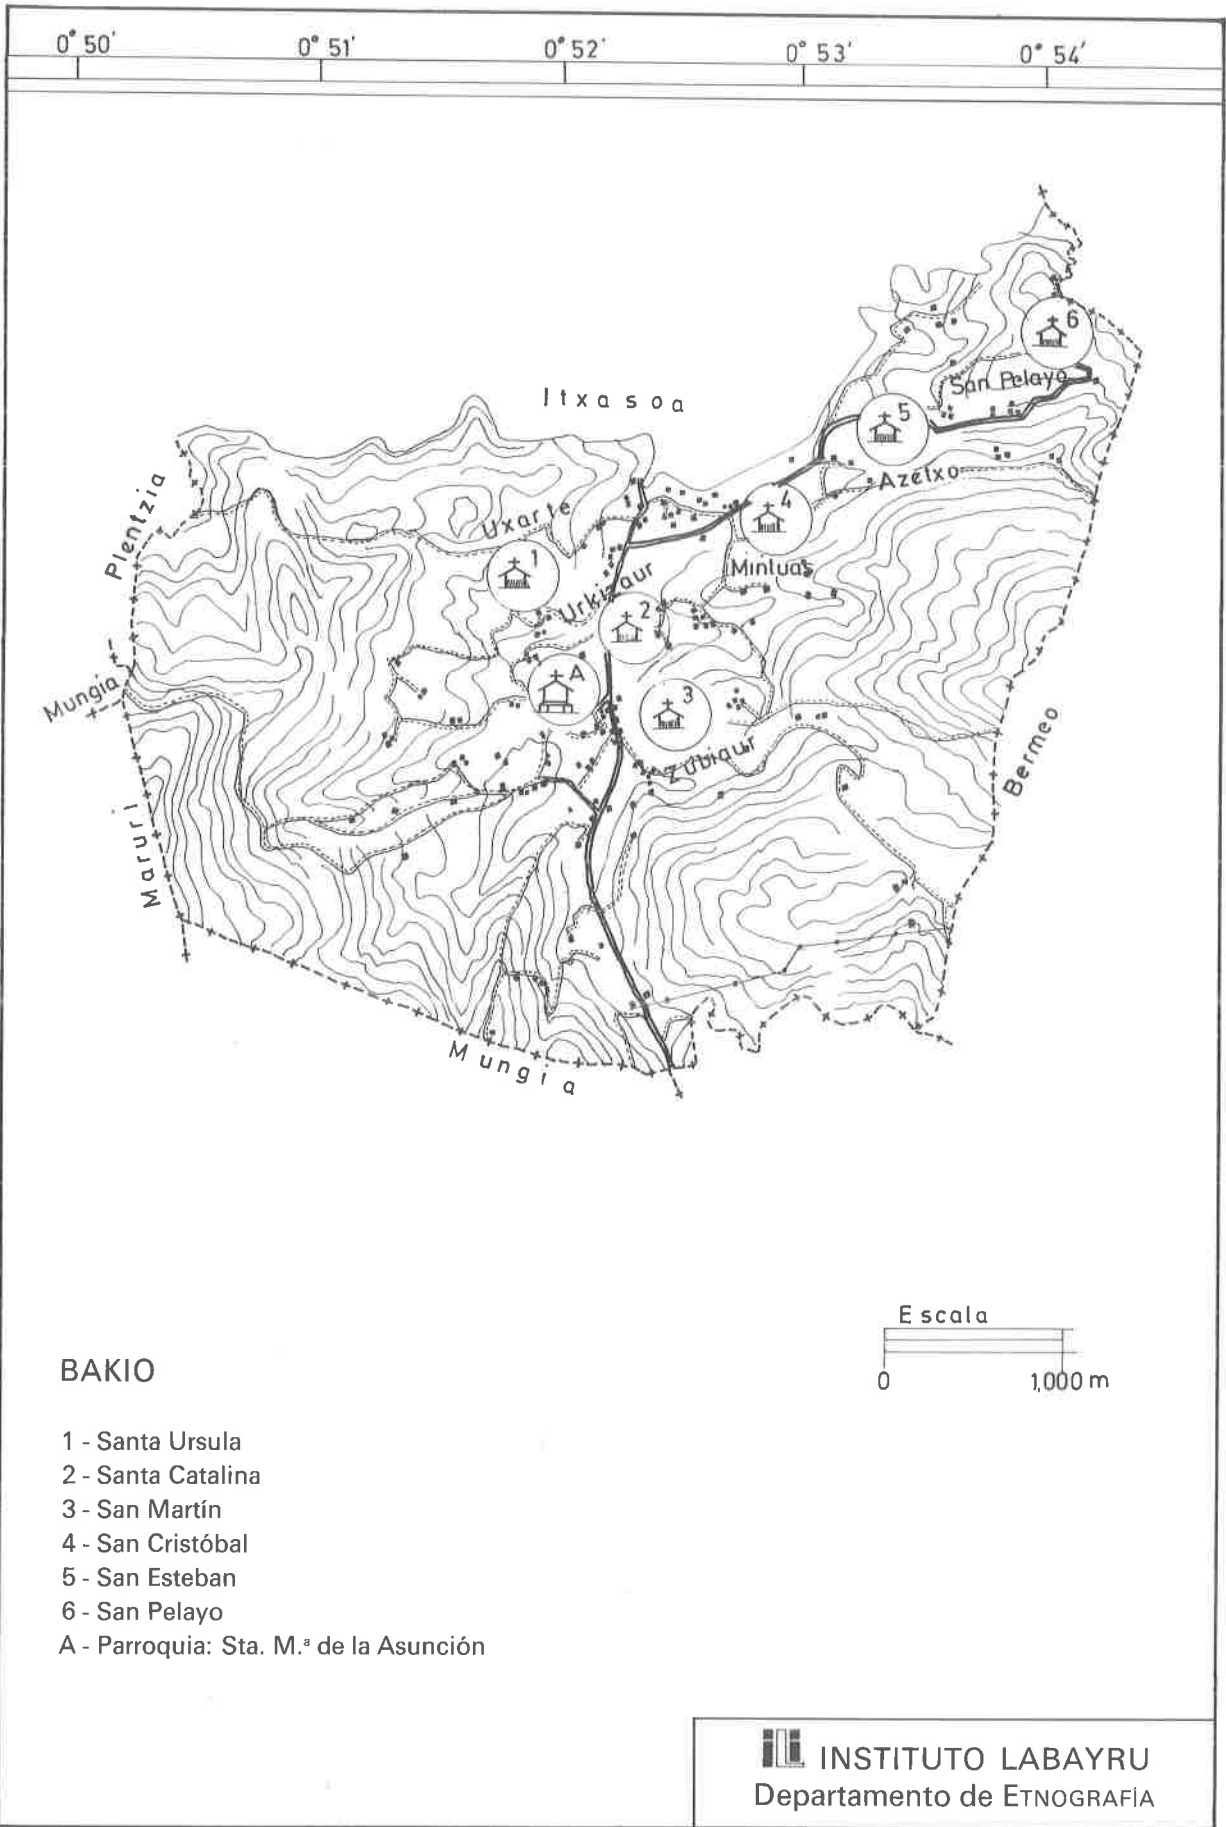 0° 50' 0° 51' 0° 52' 0° 53' 0° 54'
6
San Pelayo
Itxasoa
5
Azetxo
Plentzia
4
Uxarte
1
Minluas
Urkizaur
2
Mungia
A
3
Zubiaur
Bermeo
Maruri
Mungia
Escala
0 1,000 m
BAKIO
1 - Santa Ursula
2 - Santa Catalina
3 - San Martín
4 - San Cristóbal
5 - San Esteban
6 - San Pelayo
A - Parroquia: Sta. M.ª de la Asunción
INSTITUTO LABAYRU
Departamento de ETNOGRAFÍA